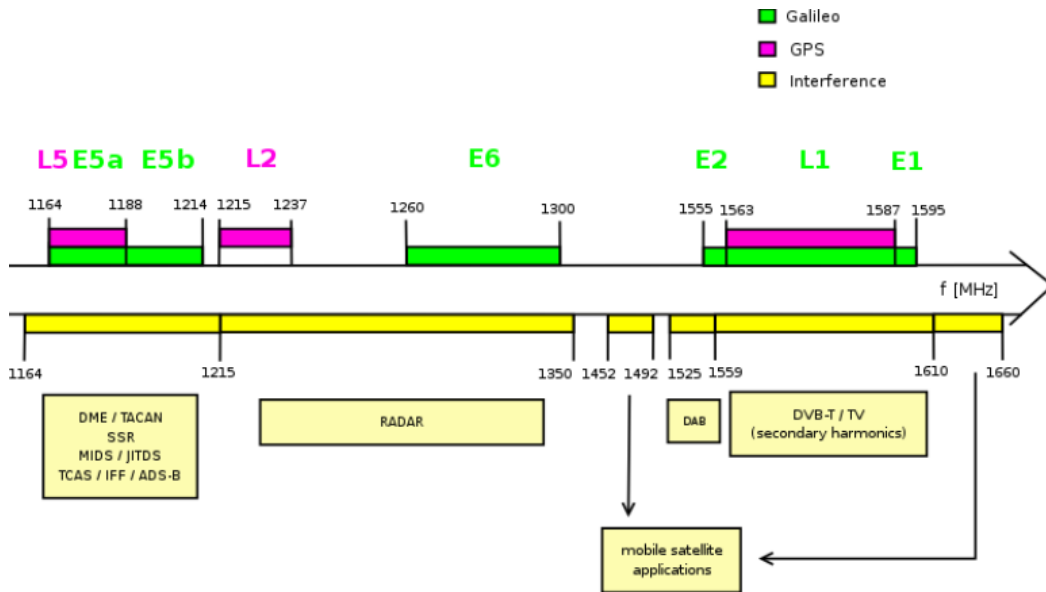 Galileo
GPS
Interference
L5 E5a E5b L2 E6 E2 L1 E1
1164 1188 1214 1215 1237 1260 1300 1555 1563 1587 1595
f [MHz]
1164 1215 1350 1452 1492 1525 1559 1610 1660
DME / TACAN
SSR
MIDS / JITDS
TCAS / IFF / ADS-B
RADAR
DAB
DVB-T / TV
(secondary harmonics)
mobile satellite
applications